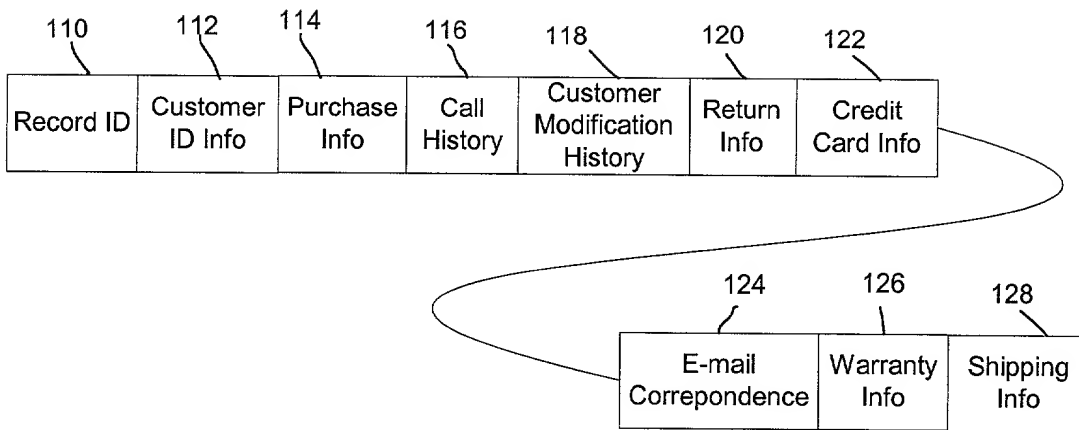 110 112 114 116 118 120 122
Record ID
Customer
ID Info
Purchase
Info
Call
History
Customer
Modification
History
Return
Info
Credit
Card Info
124 126 128
E-mail
Correpondence
Warranty
Info
Shipping
Info